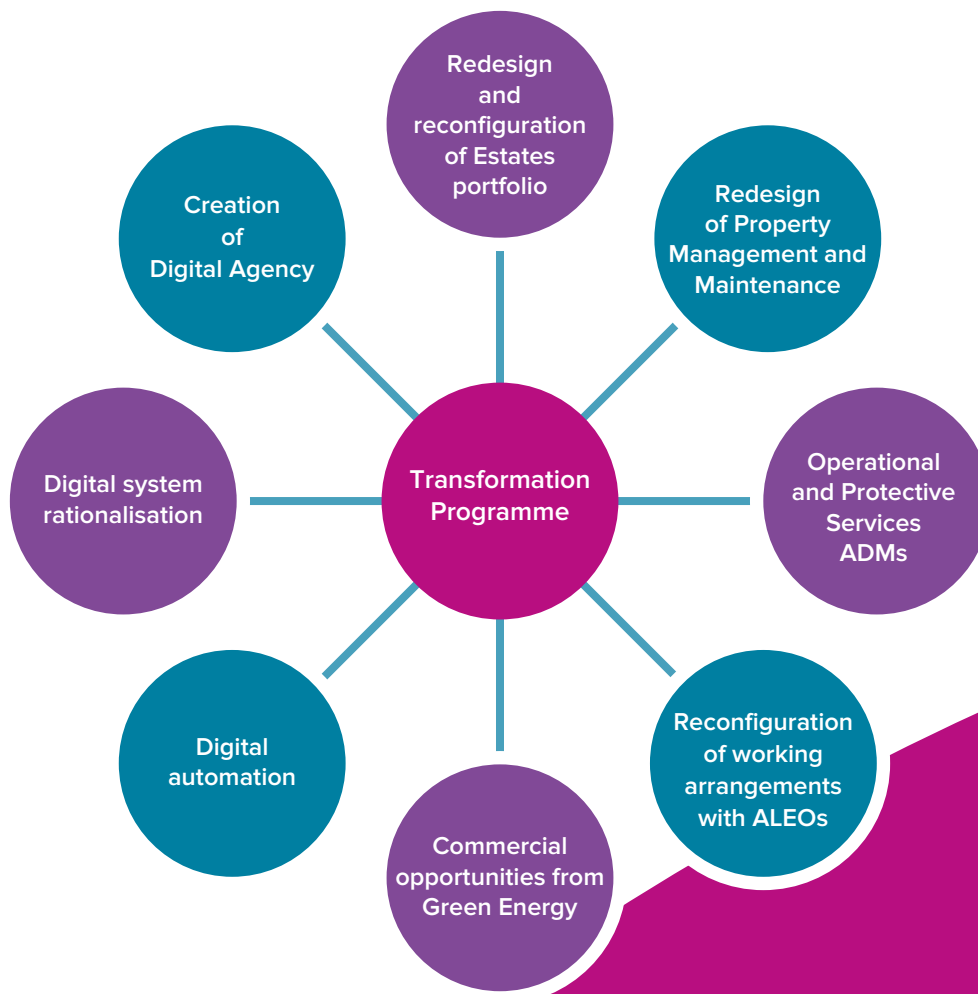 Redesign
and
reconfiguration
of Estates
portfolio
Creation
of
Digital Agency
Redesign
of Property
Management and
Maintenance
Digital system
rationalisation
Transformation
Programme
Operational
and Protective
Services
ADMs
Digital
automation
Reconfiguration
of working
arrangements
with ALEOs
Commercial
opportunities from
Green Energy